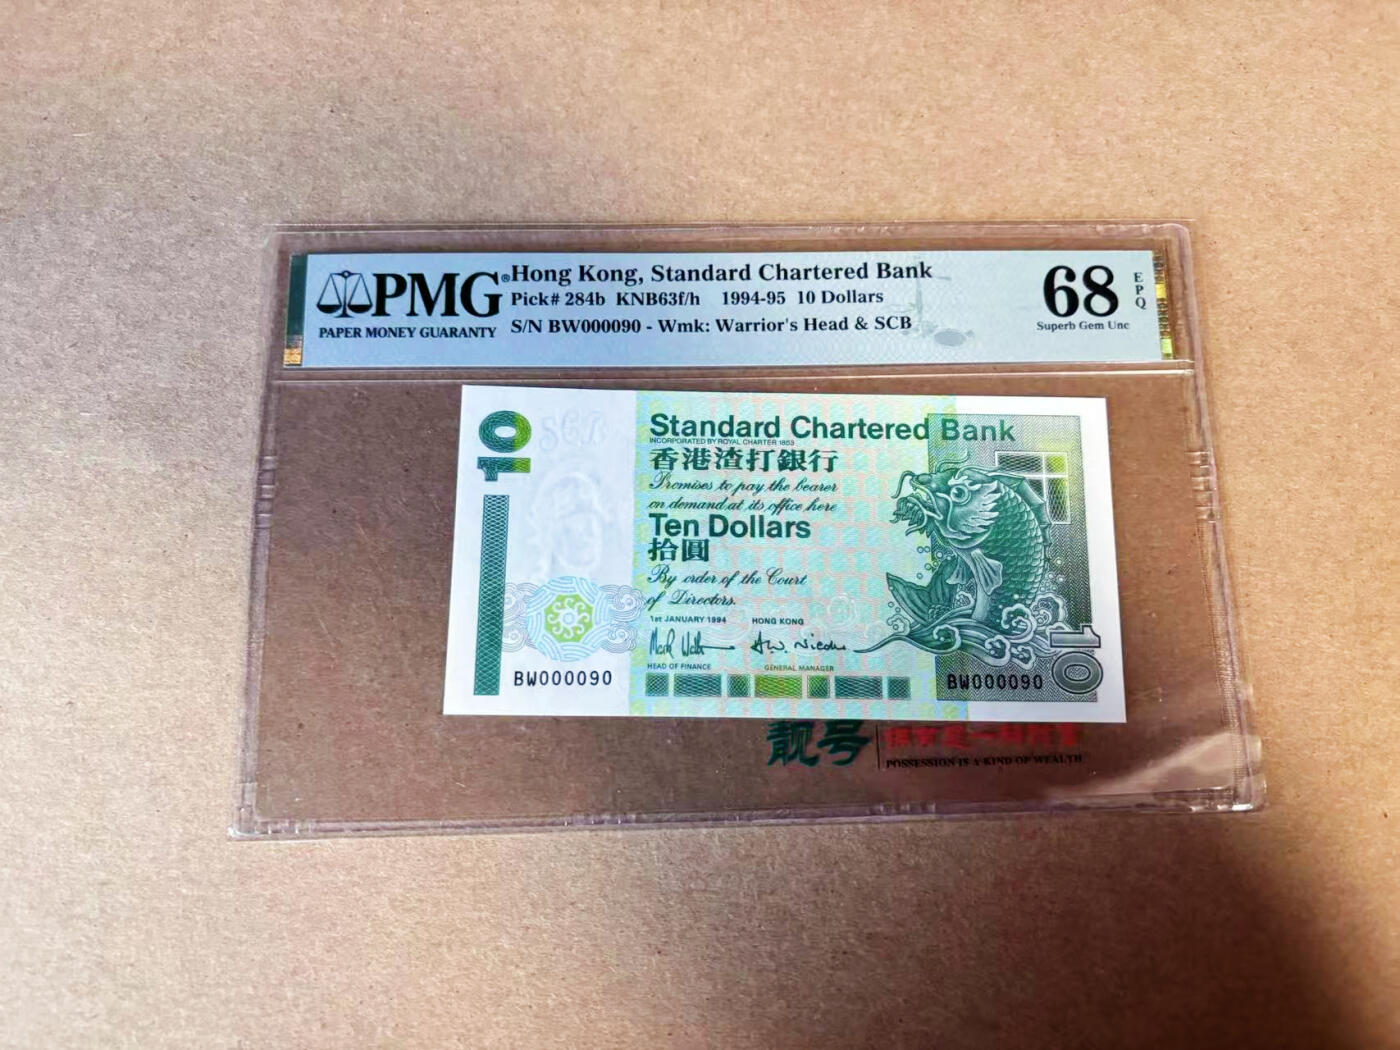 PMG®
PAPER MONEY GUARANTY
Hong Kong, Standard Chartered Bank
Pick# 284b KNB63f/h 1994-95 10 Dollars
S/N BW000090 - Wmk: Warrior's Head & SCB
68
EPQ
Superb Gem Unc
10
Standard Chartered Bank
INCORPORATED BY ROYAL CHARTER 1853
香港渣打銀行
Promises to pay the bearer
on demand at its office here
Ten Dollars
拾圓
By order of the Court
of Directors.
1st JANUARY 1994 HONG KONG
HEAD OF FINANCE GENERAL MANAGER
BW000090
BW000090
10
靓号
POSSESSION IS A KIND OF WEALTH